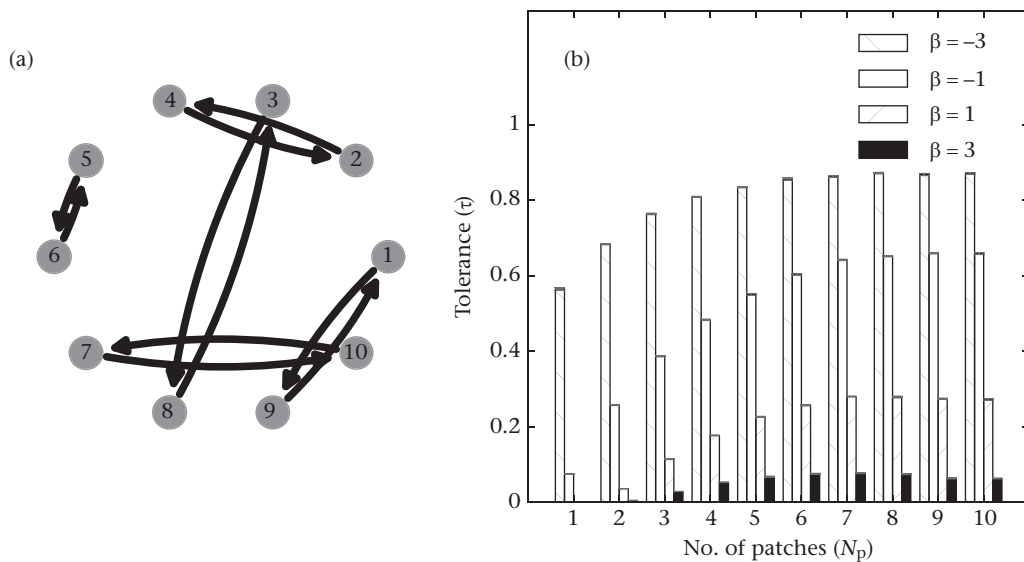 (a)
4
3
5
2
6
1
7
10
8
9
(b)
β = –3
β = –1
β = 1
β = 3
1
0.8
0.6
0.4
0.2
0
Tolerance (τ)
1 2 3 4 5 6 7 8 9 10
No. of patches (Np)